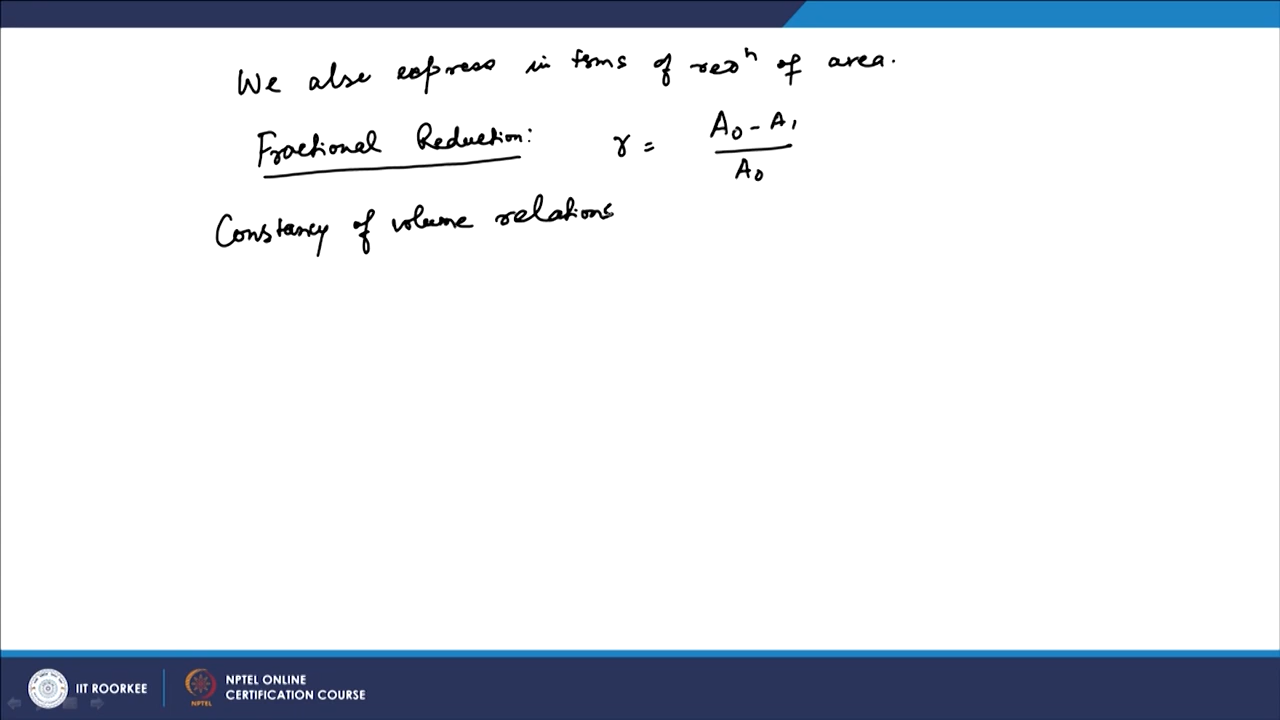 We also express in terms of redⁿ of area.
Fractional Reduction: r = (A₀ - A₁) / A₀
Constancy of volume relations
IIT ROORKEE
NPTEL ONLINE
CERTIFICATION COURSE
NPTEL